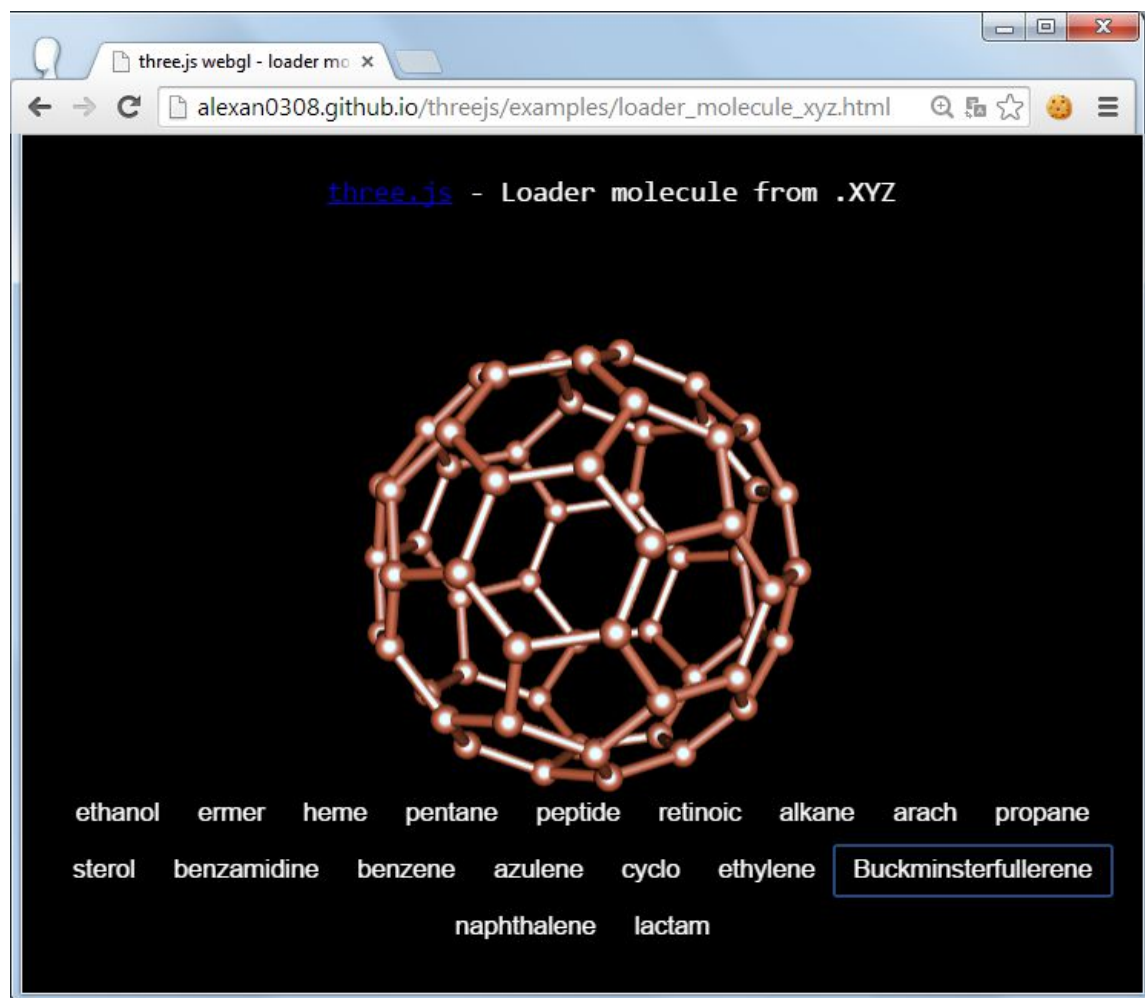 three.js webgl - loader mo
alexan0308.github.io/threejs/examples/loader_molecule_xyz.html
three.js - Loader molecule from .XYZ
ethanol ermer heme pentane peptide retinoic alkane arach propane
sterol benzamidine benzene azulene cyclo ethylene Buckminsterfullerene
naphthalene lactam